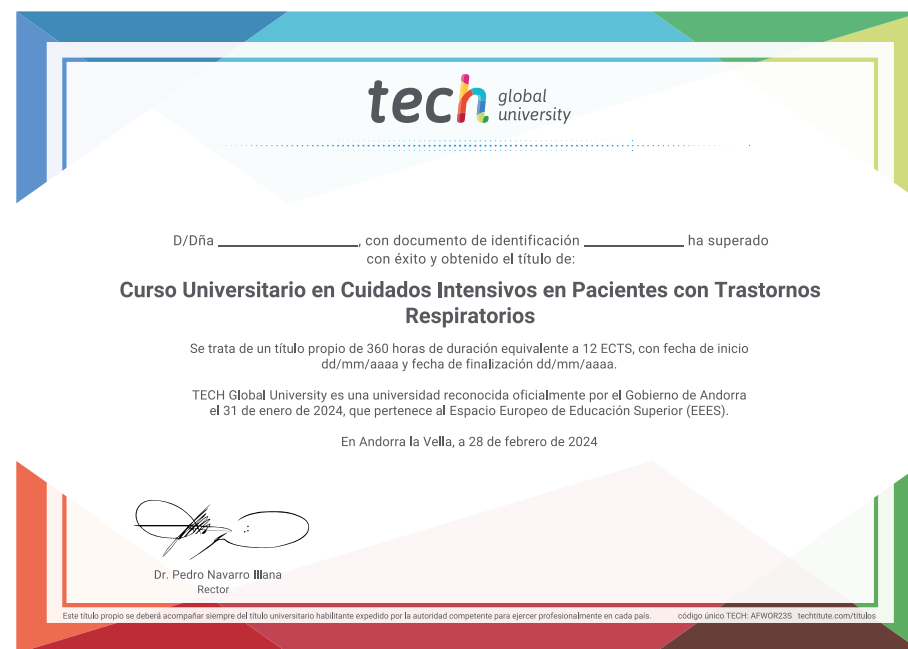 tech global university
D/Dña ____________, con documento de identificación ____________ ha superado
con éxito y obtenido el título de:
Curso Universitario en Cuidados Intensivos en Pacientes con Trastornos
Respiratorios
Se trata de un título propio de 360 horas de duración equivalente a 12 ECTS, con fecha de inicio
dd/mm/aaaa y fecha de finalización dd/mm/aaaa.
TECH Global University es una universidad reconocida oficialmente por el Gobierno de Andorra
el 31 de enero de 2024, que pertenece al Espacio Europeo de Educación Superior (EEES).
En Andorra la Vella, a 28 de febrero de 2024
Dr. Pedro Navarro Illana
Rector
Este título propio se deberá acompañar siempre del título universitario habilitante expedido por la autoridad competente para ejercer profesionalmente en cada país. código único TECH: AFWOR23S techtitute.com/titulos